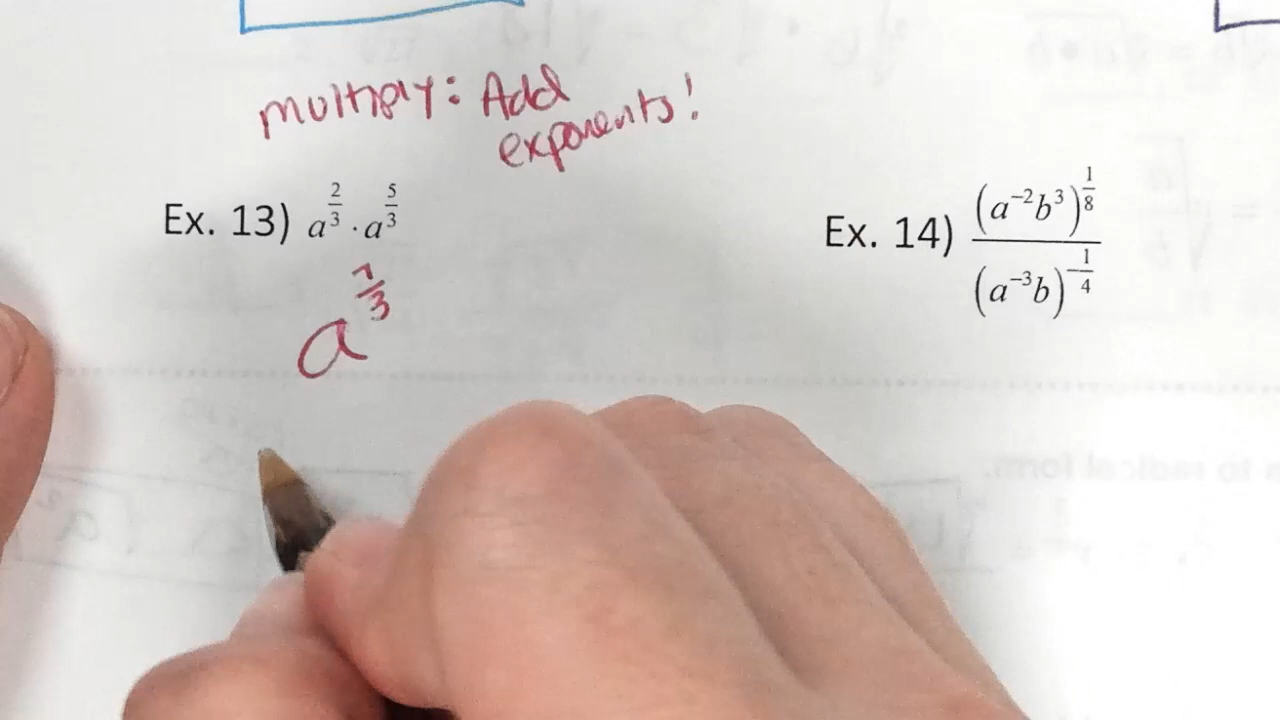 multiply: Add
exponents!
Ex. 13) a^{2/3} · a^{5/3}
a^{7/3}
Ex. 14) (a^{-2}b^{3})^{1/8} / (a^{-3}b)^{-1/4}